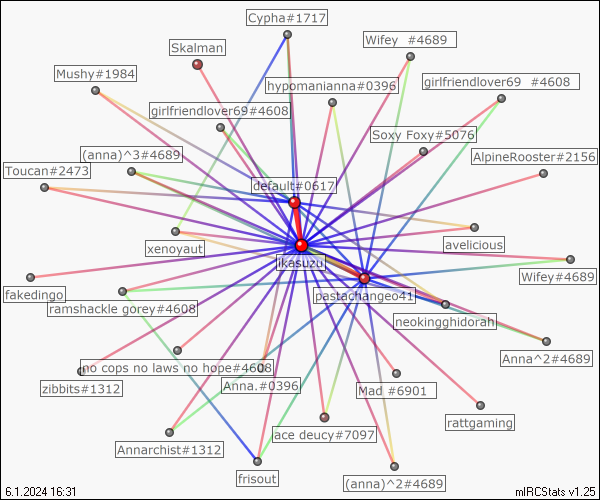 Cypha#1717
Wifey  #4689
Skalman
Mushy#1984
hypomanianna#0396
girlfriendlover69  #4608
girlfriendlover69#4608
Soxy Foxy#5076
(anna)^3#4689
AlpineRooster#2156
Toucan#2473
default#0617
xenoyaut
avelicious
ikasuzu
Wifey#4689
fakedingo
pastachangeo41
ramshackle gorey#4608
neokingghidorah
Anna^2#4689
no cops no laws no hope#4608
zibbits#1312
Anna.#0396
Mad #6901
rattgaming
ace deucy#7097
Annarchist#1312
frisout
(anna)^2#4689
6.1.2024 16:31
mIRCStats v1.25